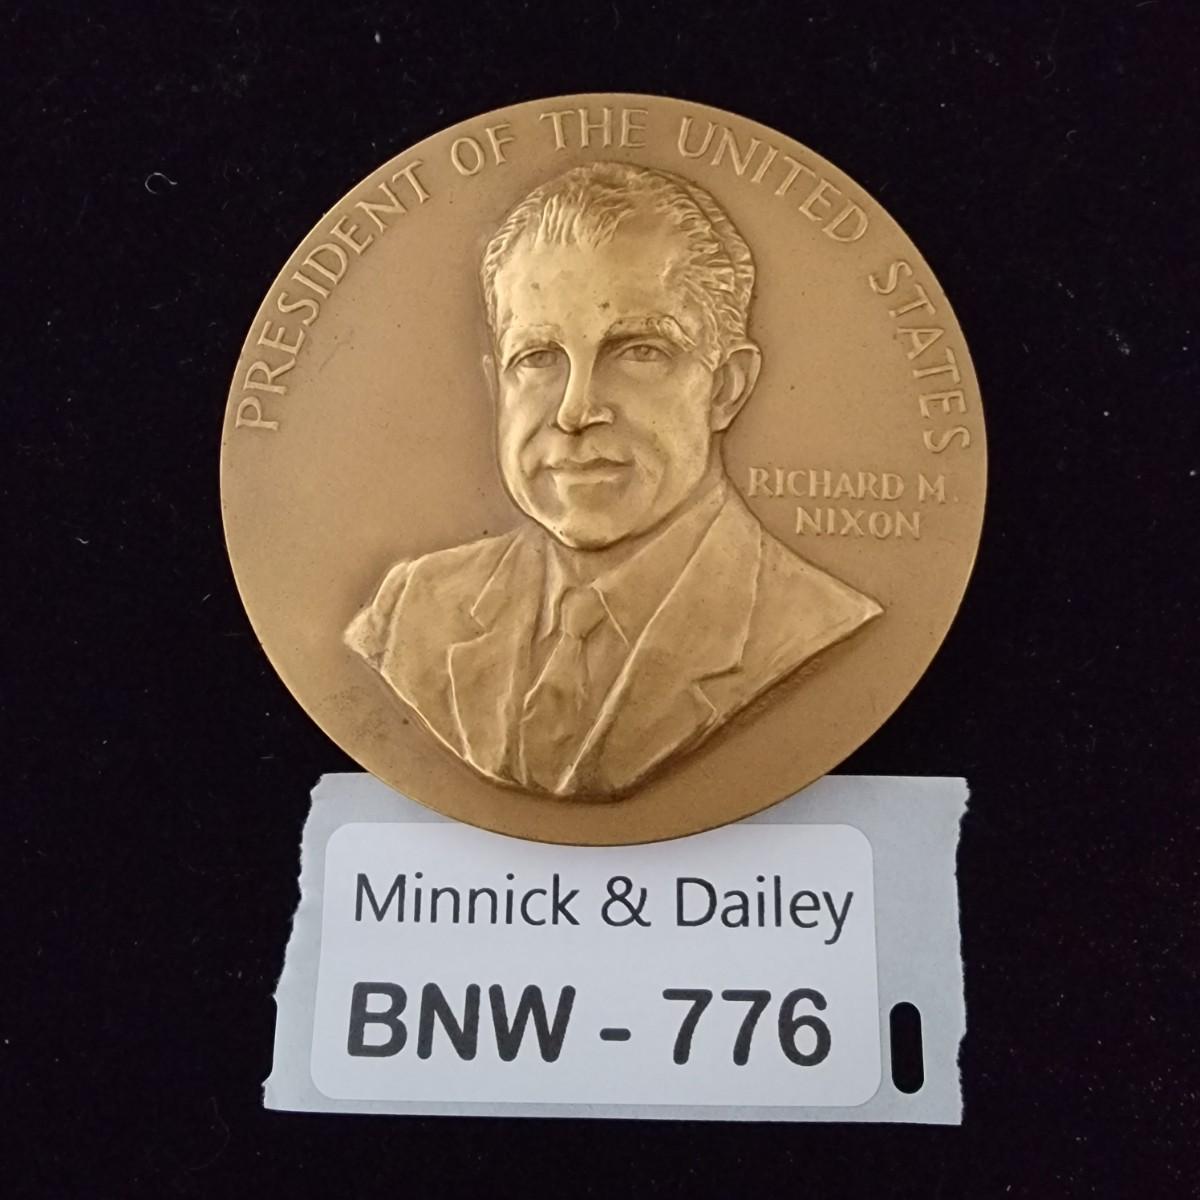 PRESIDENT OF THE UNITED STATES
RICHARD M.
NIXON
Minnick & Dailey
BNW - 776